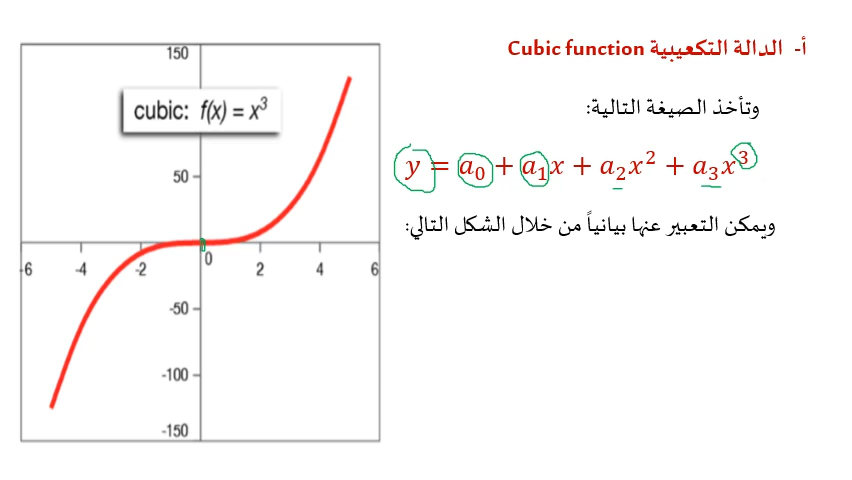 أ- الدالة التكعيبية Cubic function
وتأخذ الصيغة التالية:
y = a₀ + a₁x + a₂x² + a₃x³
ويمكن التعبير عنها بيانياً من خلال الشكل التالي:
cubic: f(x) = x³
150
50
-50
-100
-150
-6 -4 -2 0 2 4 6